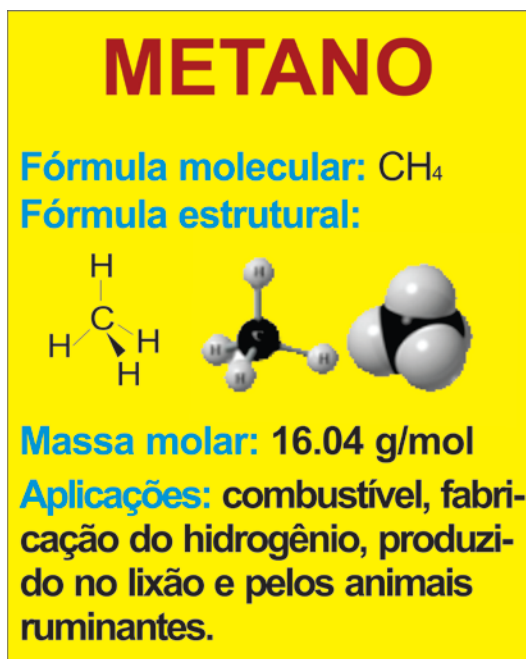 METANO
Fórmula molecular: CH₄
Fórmula estrutural:
H
C
H
H
H
H
C
H
H
H
Massa molar: 16.04 g/mol
Aplicações: combustível, fabri-
cação do hidrogênio, produzi-
do no lixão e pelos animais
ruminantes.